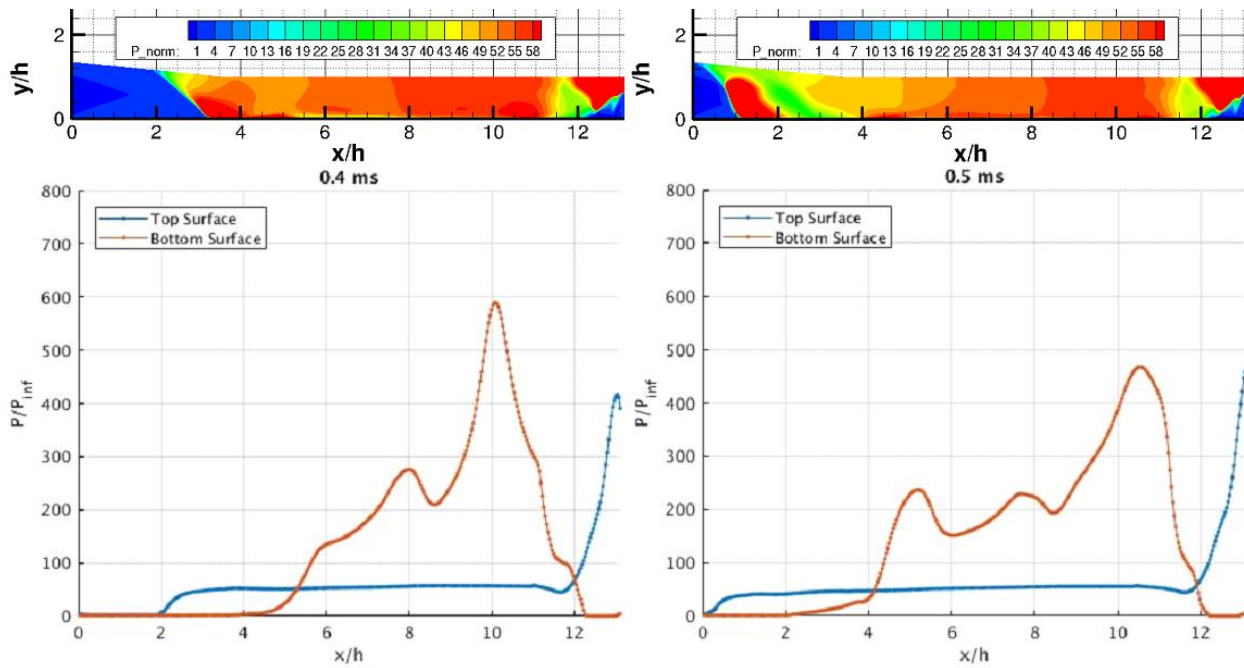 P_norm: 1 4 7 10 13 16 19 22 25 28 31 34 37 40 43 46 49 52 55 58
y/h
2
0
0 2 4 6 8 10 12
x/h
0.4 ms
800
700
600
500
400
300
200
100
0
P/P_inf
Top Surface
Bottom Surface
0 2 4 6 8 10 12
x/h
P_norm: 1 4 7 10 13 16 19 22 25 28 31 34 37 40 43 46 49 52 55 58
y/h
2
0
0 2 4 6 8 10 12
x/h
0.5 ms
800
700
600
500
400
300
200
100
0
P/P_inf
Top Surface
Bottom Surface
0 2 4 6 8 10 12
x/h